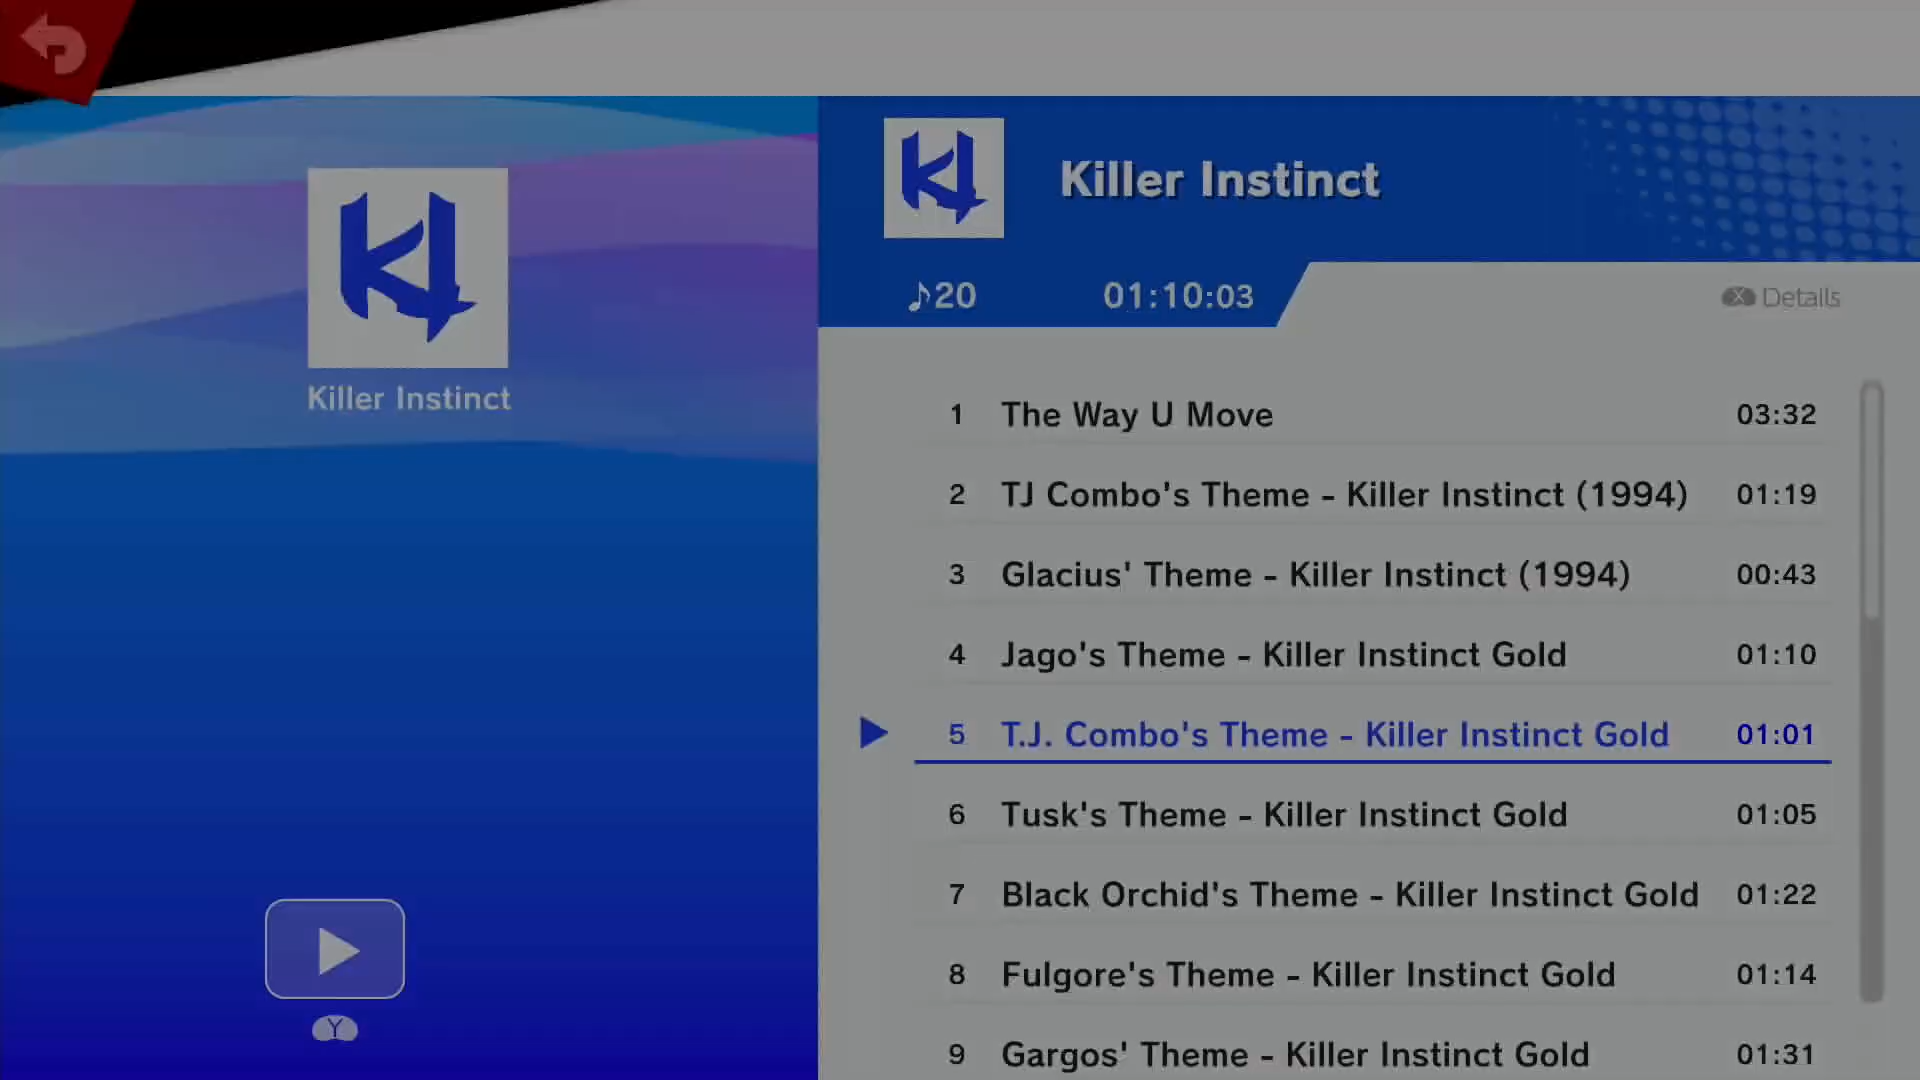 KI
Killer Instinct
Y
KI
Killer Instinct
♪20 01:10:03
X Details
1 The Way U Move 03:32
2 TJ Combo's Theme - Killer Instinct (1994) 01:19
3 Glacius' Theme - Killer Instinct (1994) 00:43
4 Jago's Theme - Killer Instinct Gold 01:10
5 T.J. Combo's Theme - Killer Instinct Gold 01:01
6 Tusk's Theme - Killer Instinct Gold 01:05
7 Black Orchid's Theme - Killer Instinct Gold 01:22
8 Fulgore's Theme - Killer Instinct Gold 01:14
9 Gargos' Theme - Killer Instinct Gold 01:31